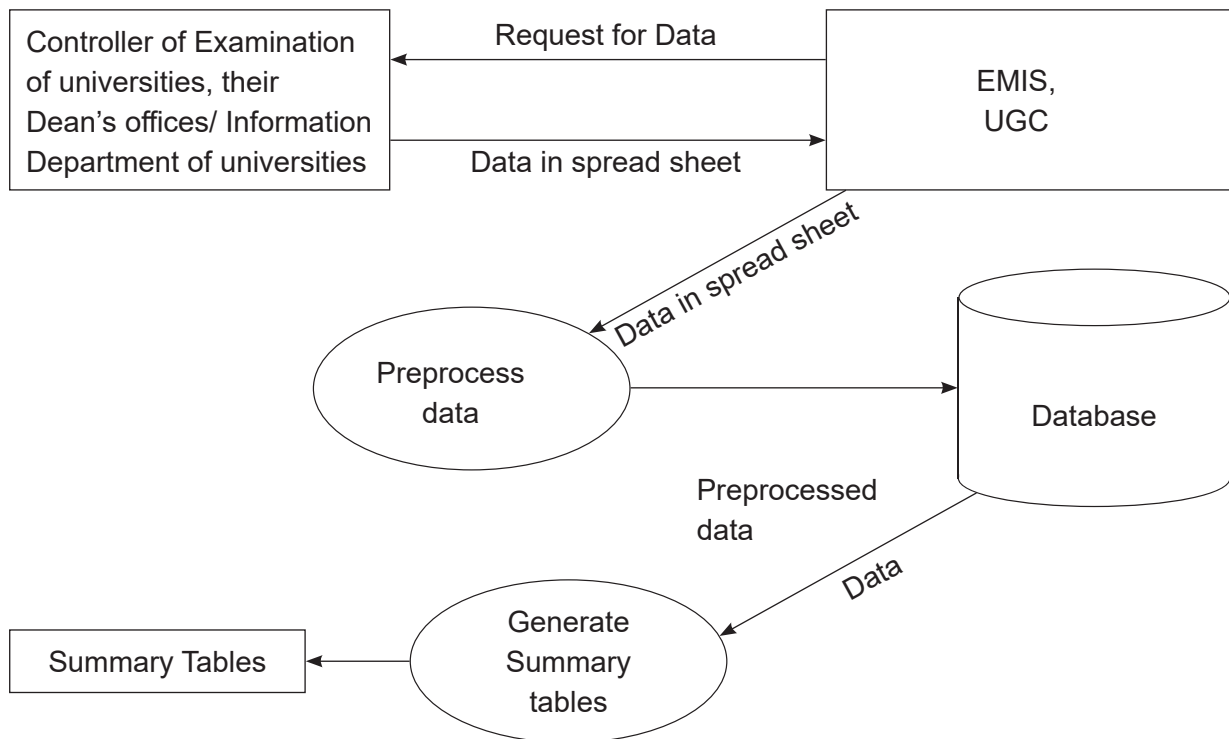 Controller of Examination
of universities, their
Dean's offices/ Information
Department of universities
Request for Data
EMIS,
UGC
Data in spread sheet
Data in spread sheet
Preprocess
data
Database
Preprocessed
data
Data
Generate
Summary
tables
Summary Tables